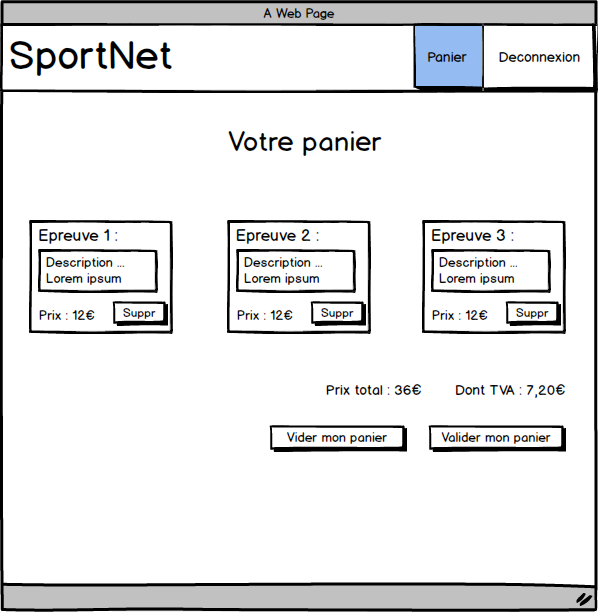 A Web Page
SportNet
Panier
Deconnexion
Votre panier
Epreuve 1 :
Description ...
Lorem ipsum
Prix : 12€
Suppr
Epreuve 2 :
Description ...
Lorem ipsum
Prix : 12€
Suppr
Epreuve 3 :
Description ...
Lorem ipsum
Prix : 12€
Suppr
Prix total : 36€
Dont TVA : 7,20€
Vider mon panier
Valider mon panier